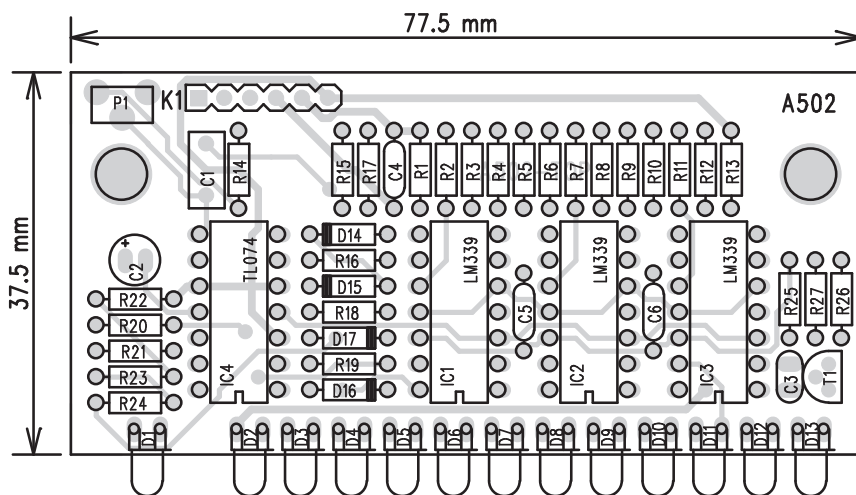 77.5 mm
37.5 mm
P1
K1
A502
C1
R14
R15
R17
C4
R1
R2
R3
R4
R5
R6
R7
R8
R9
R10
R11
R12
R13
+
C2
TL074
IC4
D14
R16
D15
R18
D17
R19
D16
LM339
IC1
C5
LM339
IC2
C6
LM339
IC3
R25
R27
R26
C3
T1
R22
R20
R21
R23
R24
D1
D2
D3
D4
D5
D6
D7
D8
D9
D10
D11
D12
D13